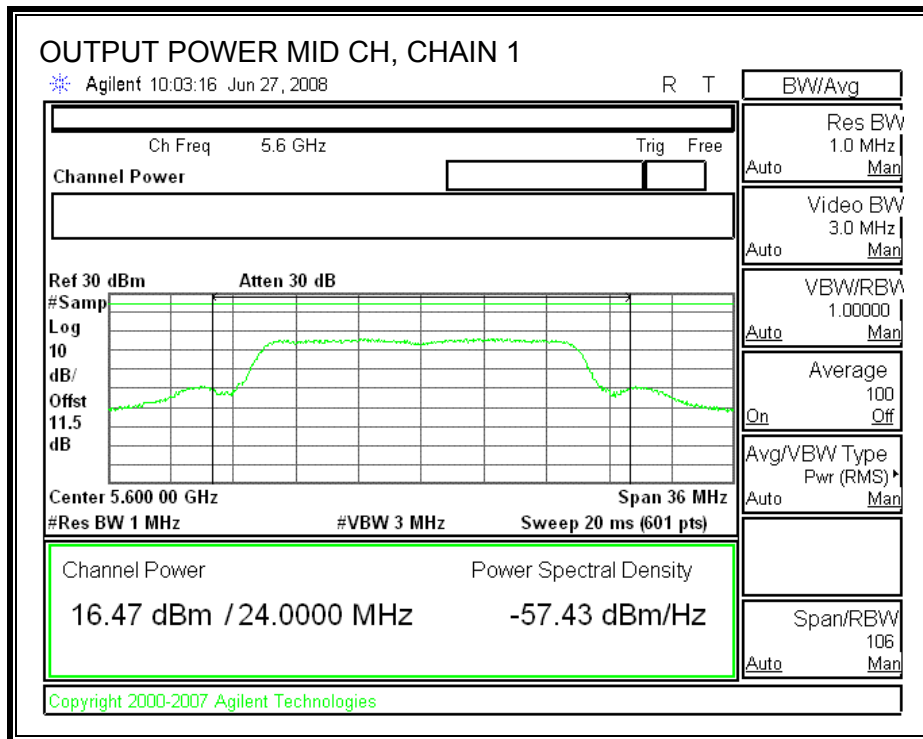 OUTPUT POWER MID CH, CHAIN 1
Agilent 10:03:16 Jun 27, 2008 R T
BW/Avg
Ch Freq 5.6 GHz Trig Free
Channel Power
Ref 30 dBm Atten 30 dB
#Samp
Log
10
dB/
Offst
11.5
dB
Center 5.600 00 GHz Span 36 MHz
#Res BW 1 MHz #VBW 3 MHz Sweep 20 ms (601 pts)
Channel Power Power Spectral Density
16.47 dBm / 24.0000 MHz -57.43 dBm/Hz
Res BW
1.0 MHz
Auto Man
Video BW
3.0 MHz
Auto Man
VBW/RBW
1.00000
Auto Man
Average
100
On Off
Avg/VBW Type
Pwr (RMS)
Auto Man
Span/RBW
106
Auto Man
Copyright 2000-2007 Agilent Technologies